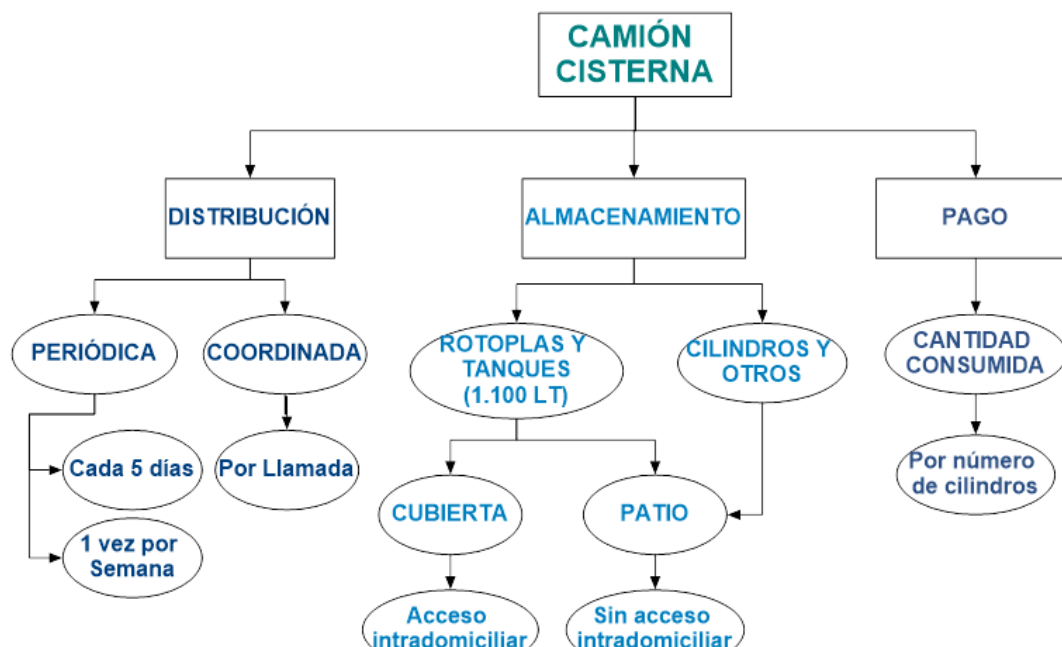 CAMIÓN
CISTERNA
DISTRIBUCIÓN
ALMACENAMIENTO
PAGO
PERIÓDICA
COORDINADA
ROTOPLAS Y
TANQUES
(1.100 LT)
CILINDROS Y
OTROS
CANTIDAD
CONSUMIDA
Cada 5 días
Por Llamada
Por número
de cilindros
CUBIERTA
PATIO
1 vez por
Semana
Acceso
intradomiciliar
Sin acceso
intradomiciliar